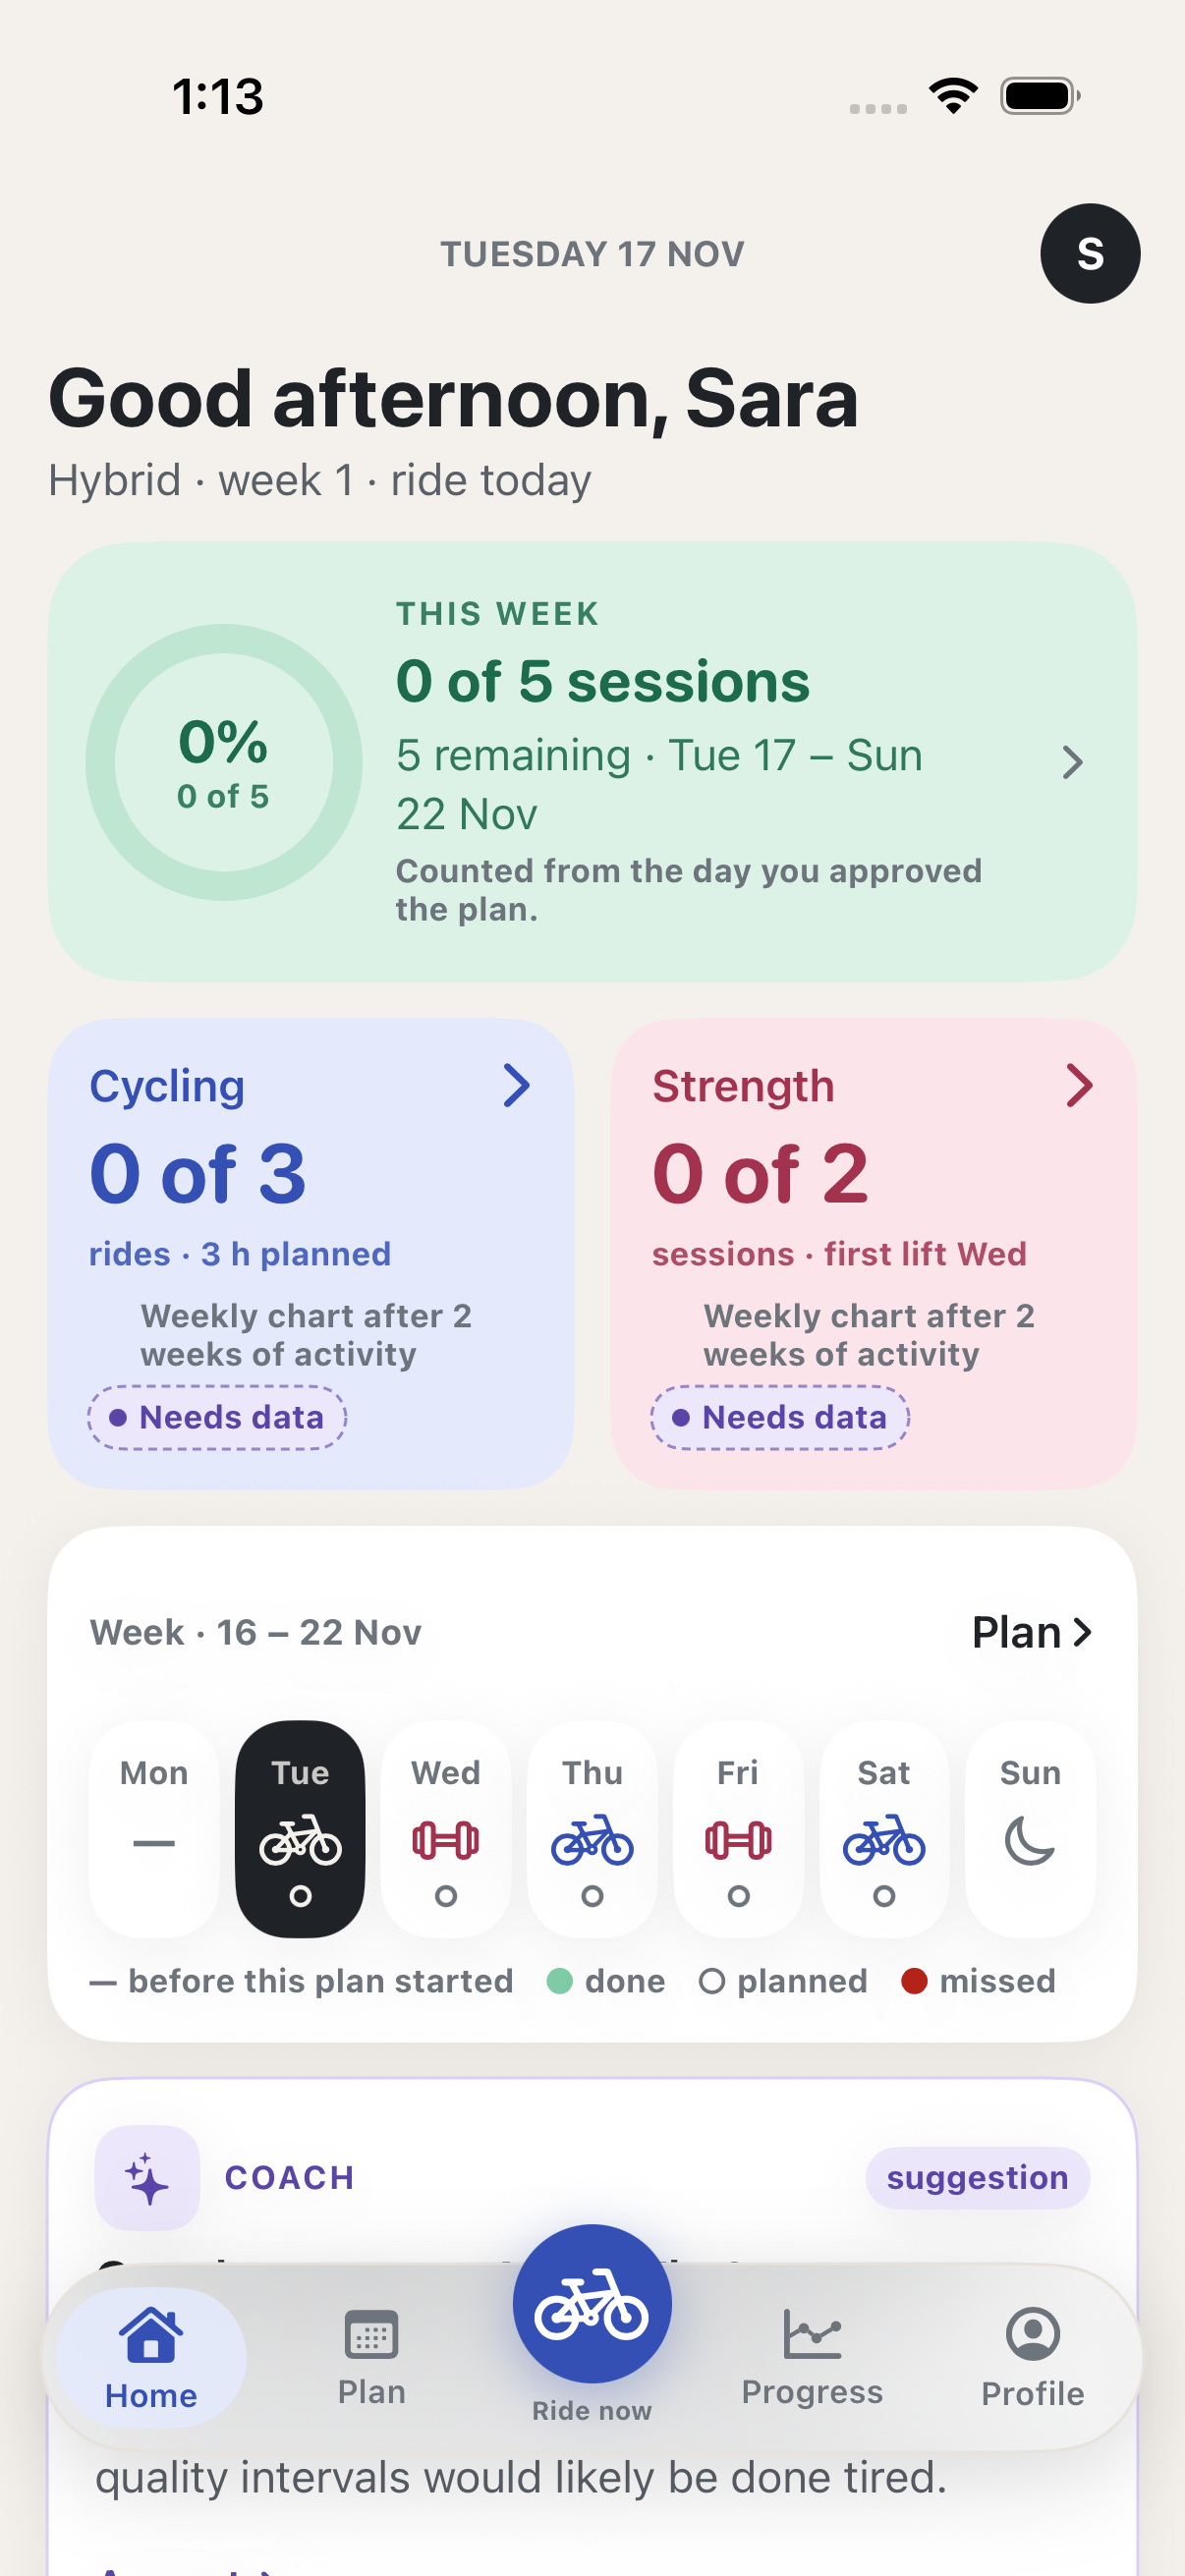 1:13
TUESDAY 17 NOV
S
Good afternoon, Sara
Hybrid · week 1 · ride today
THIS WEEK
0 of 5 sessions
0%
0 of 5
5 remaining · Tue 17 – Sun
22 Nov
Counted from the day you approved
the plan.
Cycling
0 of 3
rides · 3 h planned
Weekly chart after 2
weeks of activity
Needs data
Strength
0 of 2
sessions · first lift Wed
Weekly chart after 2
weeks of activity
Needs data
Week · 16 – 22 Nov
Plan
Mon Tue Wed Thu Fri Sat Sun
— before this plan started done planned missed
COACH
suggestion
Home
Plan
Ride now
Progress
Profile
quality intervals would likely be done tired.